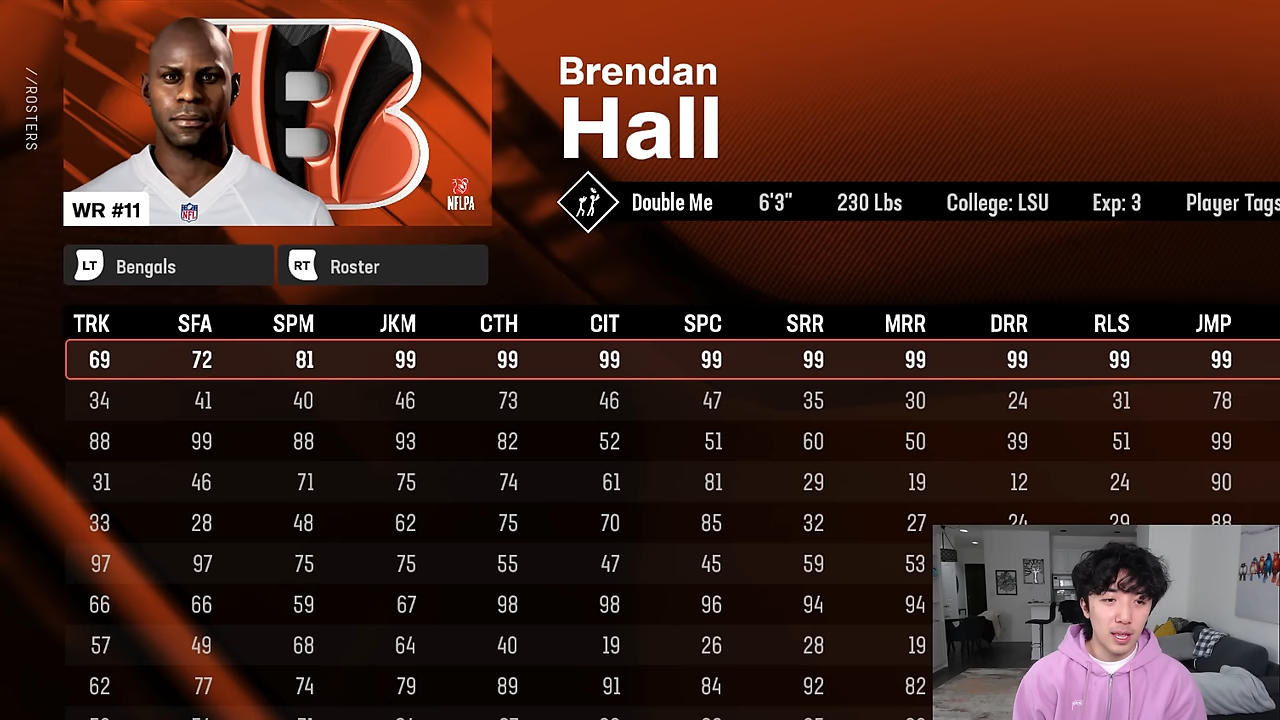 //ROSTERS
WR #11
NFL
NFLPA
Brendan
Hall
Double Me 6'3" 230 Lbs College: LSU Exp: 3 Player Tags
LT Bengals RT Roster
TRK SFA SPM JKM CTH CIT SPC SRR MRR DRR RLS JMP
69 72 81 99 99 99 99 99 99 99 99 99
34 41 40 46 73 46 47 35 30 24 31 78
88 99 88 93 82 52 51 60 50 39 51 99
31 46 71 75 74 61 81 29 19 12 24 90
33 28 48 62 75 70 85 32 27 24 29 88
97 97 75 75 55 47 45 59 53
66 66 59 67 98 98 96 94 94
57 49 68 64 40 19 26 28 19
62 77 74 79 89 91 84 92 82